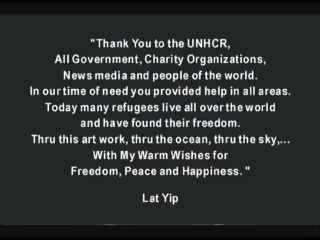 "Thank You to the UNHCR,
All Government, Charity Organizations,
News media and people of the world.
In our time of need you provided help in all areas.
Today many refugees live all over the world
and have found their freedom.
Thru this art work, thru the ocean, thru the sky,...
With My Warm Wishes for
Freedom, Peace and Happiness. "
Lat Yip